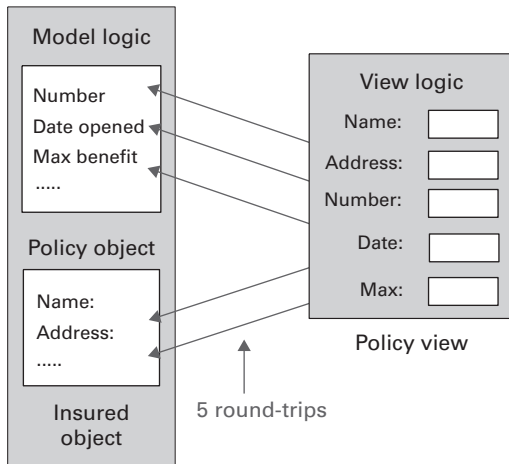 Model logic
Number
Date opened
Max benefit
.....
Policy object
Name:
Address:
.....
Insured
object
View logic
Name:
Address:
Number:
Date:
Max:
Policy view
5 round-trips